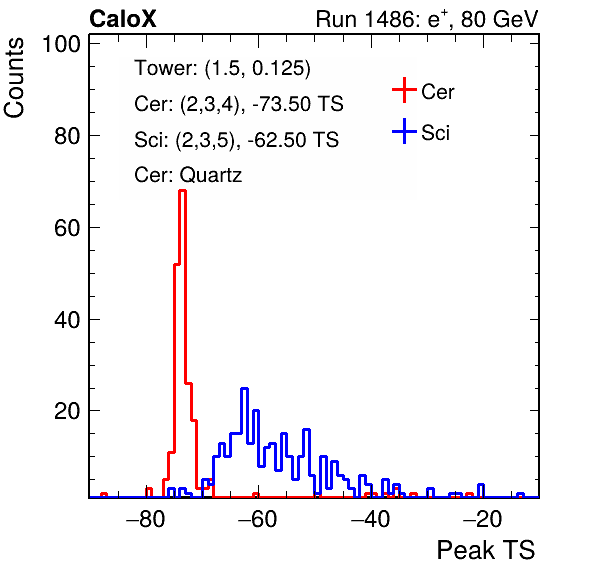 CaloX Run 1486: e⁺, 80 GeV
Counts
100
80
60
40
20
Tower: (1.5, 0.125)
Cer: (2,3,4), -73.50 TS
Sci: (2,3,5), -62.50 TS
Cer: Quartz
Cer
Sci
−80 −60 −40 −20
Peak TS